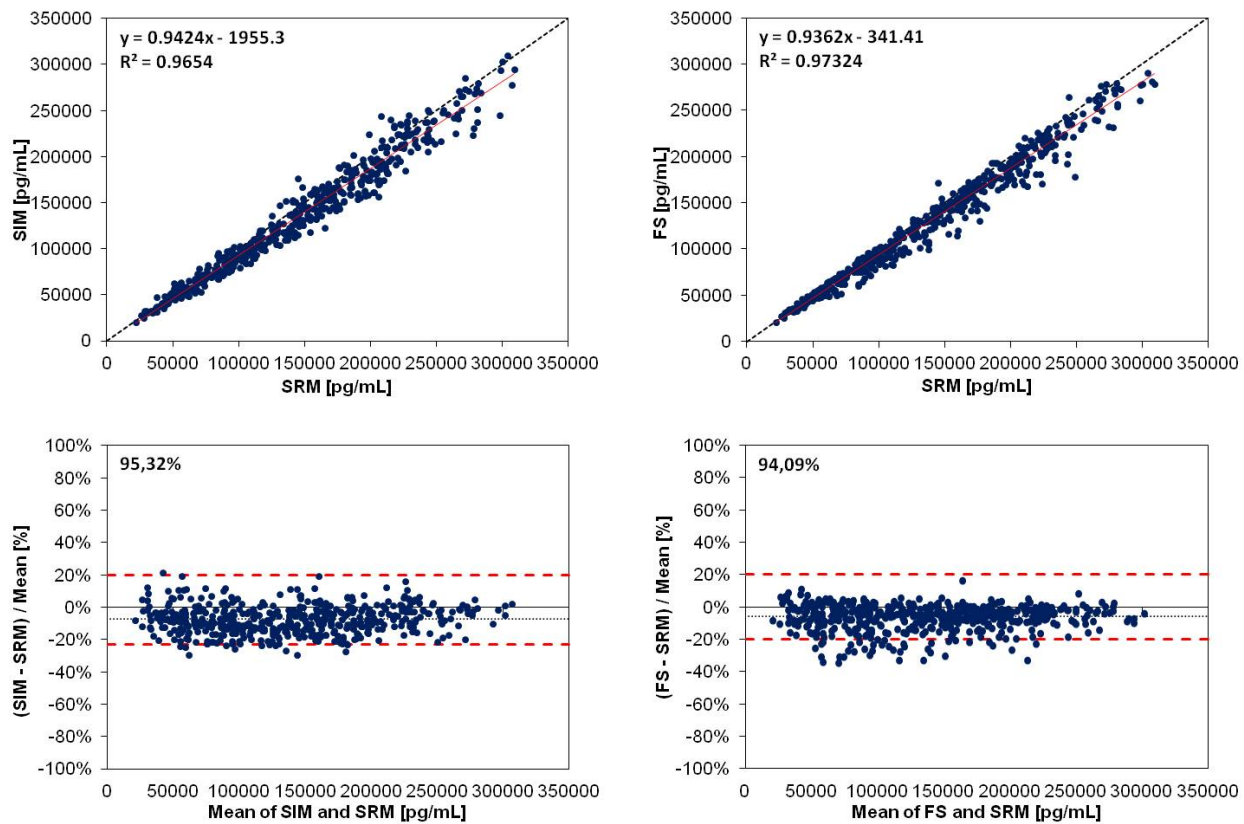 350000
300000
250000
200000
150000
100000
50000
0
SIM [pg/mL]
y = 0.9424x - 1955.3
R² = 0.9654
0 50000 100000 150000 200000 250000 300000 350000
SRM [pg/mL]
350000
300000
250000
200000
150000
100000
50000
0
FS [pg/mL]
y = 0.9362x - 341.41
R² = 0.97324
0 50000 100000 150000 200000 250000 300000 350000
SRM [pg/mL]
100%
80%
60%
40%
20%
0%
-20%
-40%
-60%
-80%
-100%
(SIM - SRM) / Mean [%]
95,32%
0 50000 100000 150000 200000 250000 300000 350000
Mean of SIM and SRM [pg/mL]
100%
80%
60%
40%
20%
0%
-20%
-40%
-60%
-80%
-100%
(FS - SRM) / Mean [%]
94,09%
0 50000 100000 150000 200000 250000 300000 350000
Mean of FS and SRM [pg/mL]